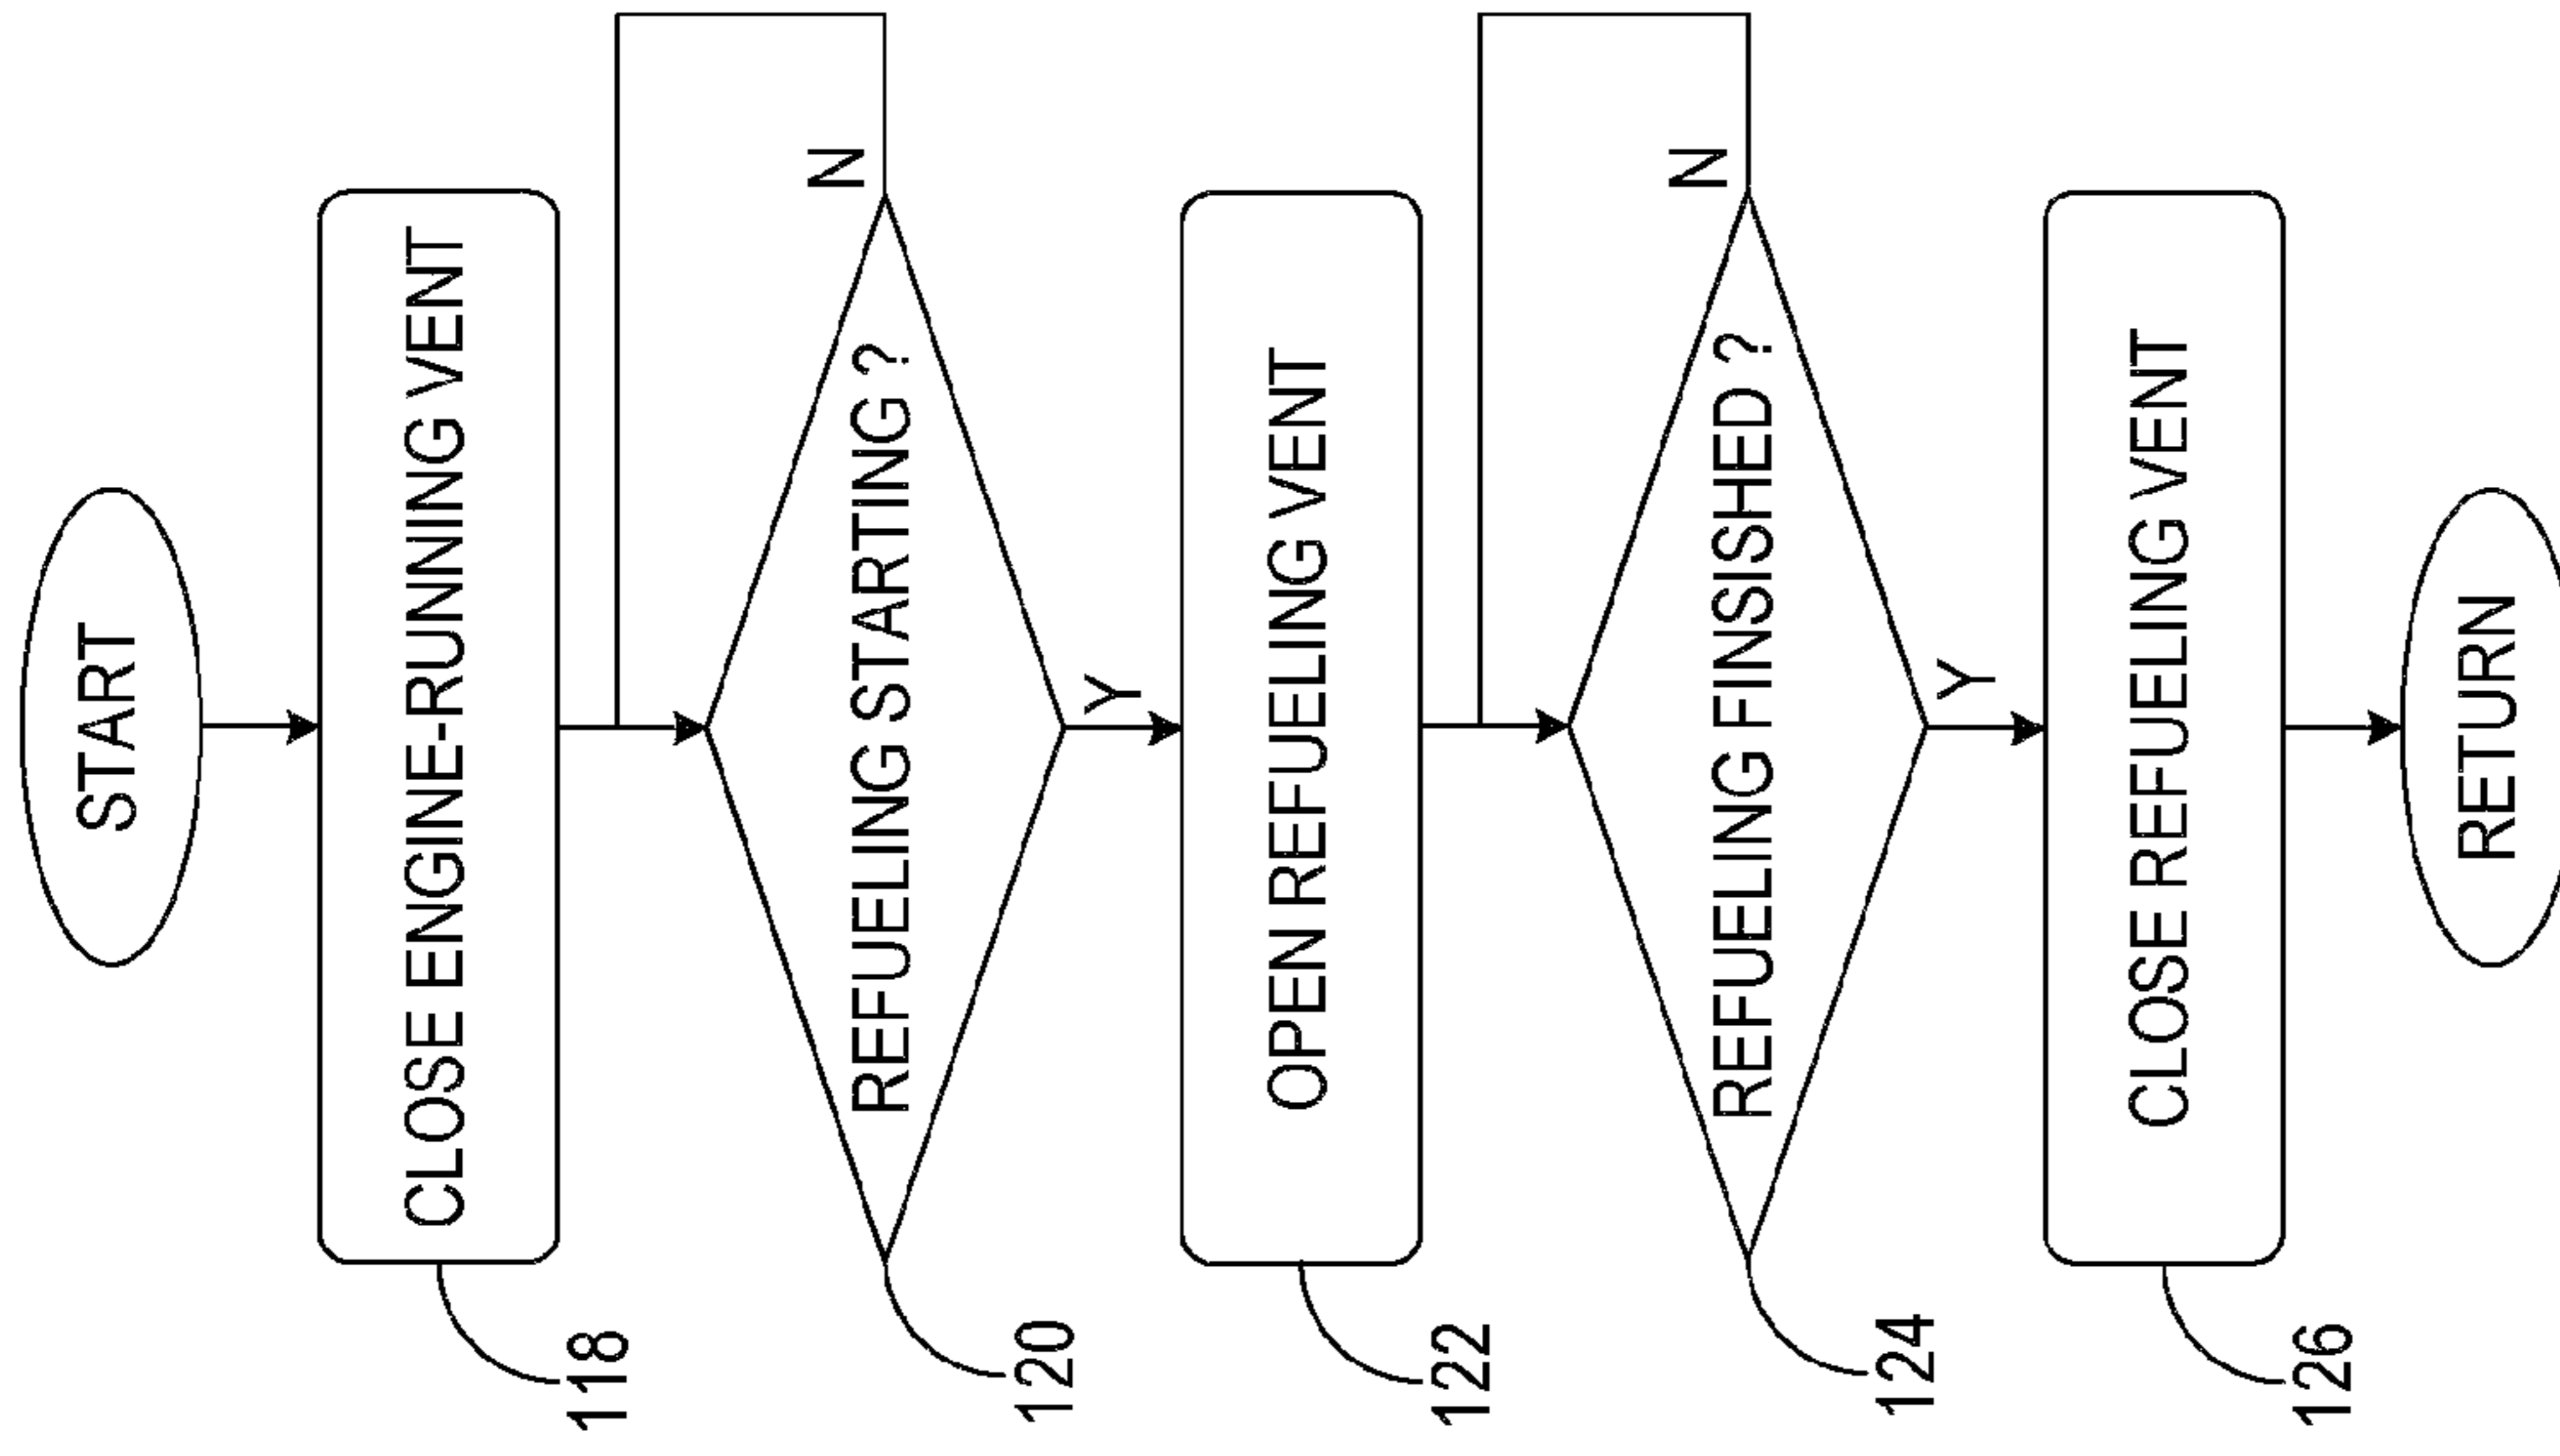 START
CLOSE ENGINE-RUNNING VENT
118
REFUELING STARTING ?
N
120
Y
OPEN REFUELING VENT
122
REFUELING FINSISHED ?
N
124
Y
CLOSE REFUELING VENT
126
RETURN